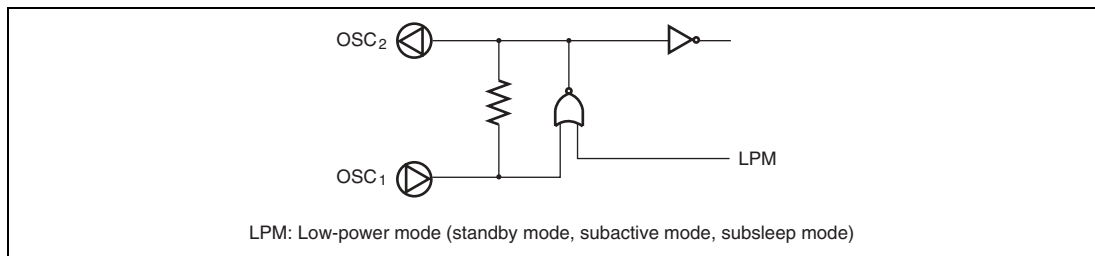 OSC2
LPM
OSC1
LPM: Low-power mode (standby mode, subactive mode, subsleep mode)